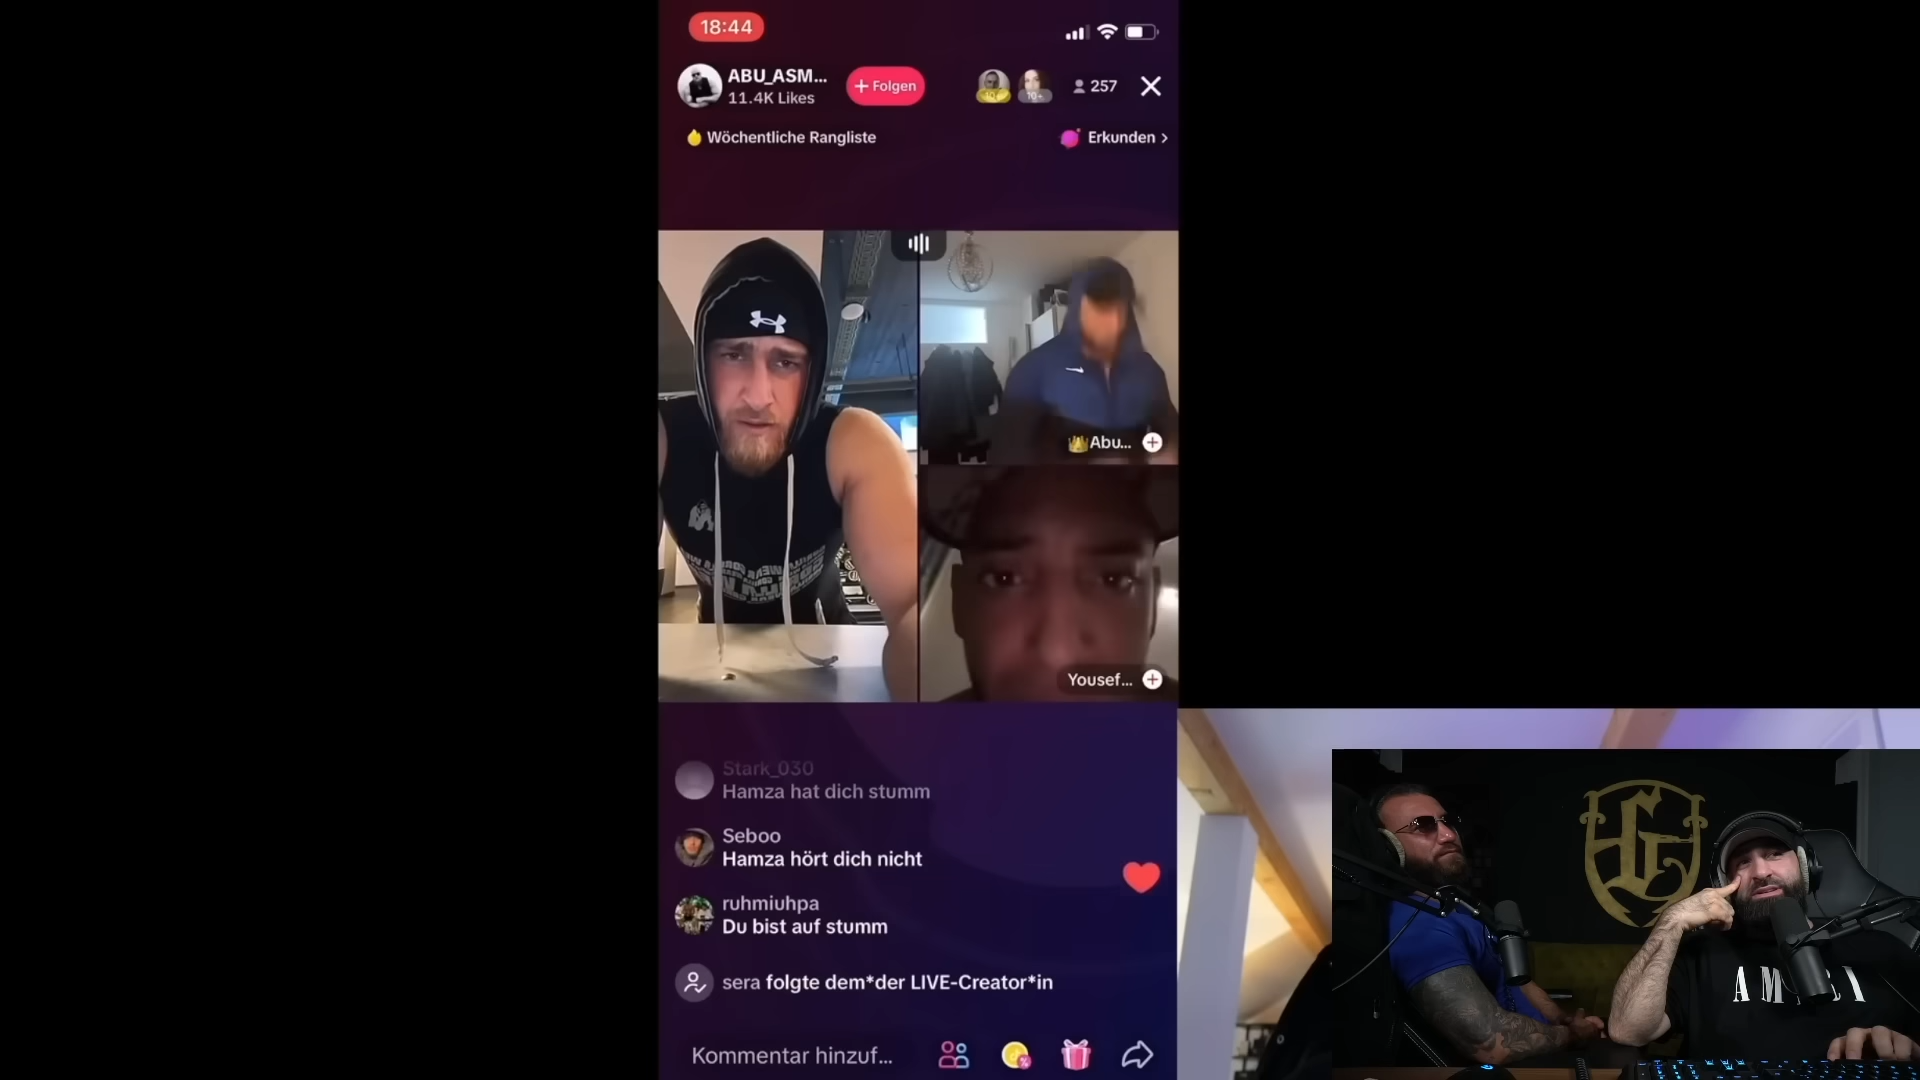 18:44
ABU_ASM...
11.4K Likes
+ Folgen
10+
257
Wöchentliche Rangliste
Erkunden >
Abu...
Yousef...
Stark_030
Hamza hat dich stumm
Seboo
Hamza hört dich nicht
ruhmiuhpa
Du bist auf stumm
sera folgte dem*der LIVE-Creator*in
Kommentar hinzuf...